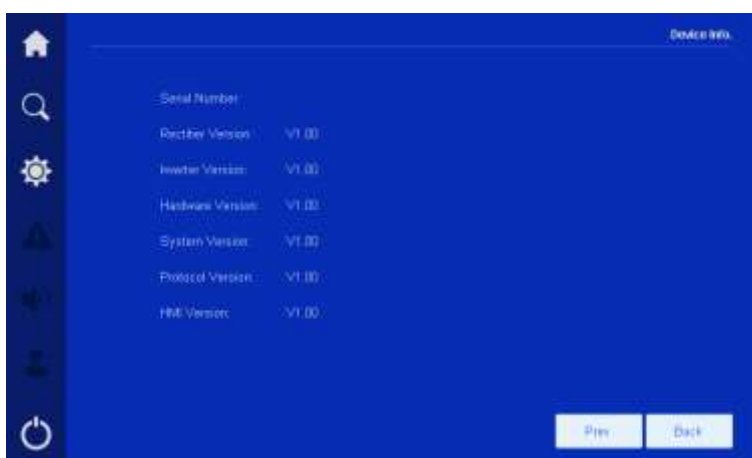 Device Info.
Serial Number:
Rectifier Version: V1.00
Inverter Version: V1.00
Hardware Version: V1.00
System Version: V1.00
Protocol Version: V1.00
HMI Version: V1.00
Prev Back